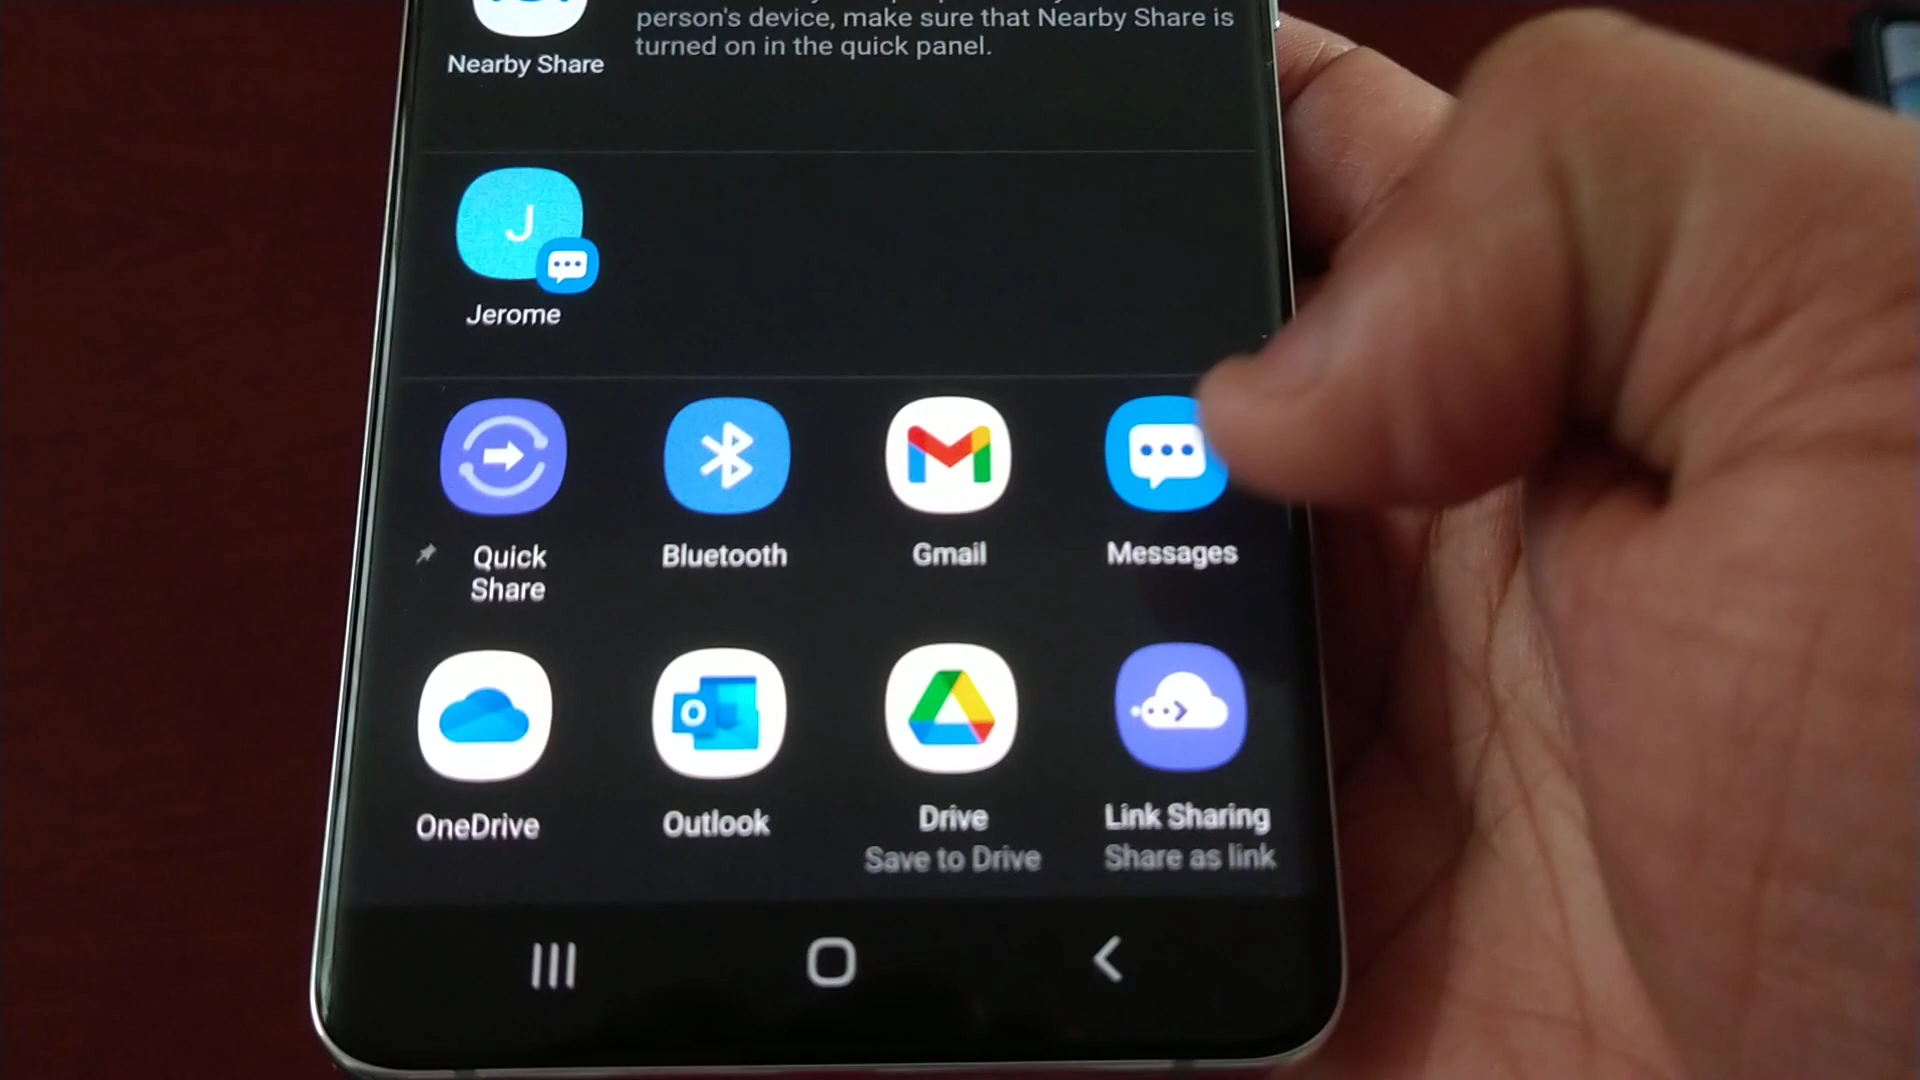 person's device, make sure that Nearby Share is
turned on in the quick panel.
Nearby Share
J
Jerome
Quick
Share
Bluetooth
Gmail
Messages
OneDrive
Outlook
Drive
Save to Drive
Link Sharing
Share as link